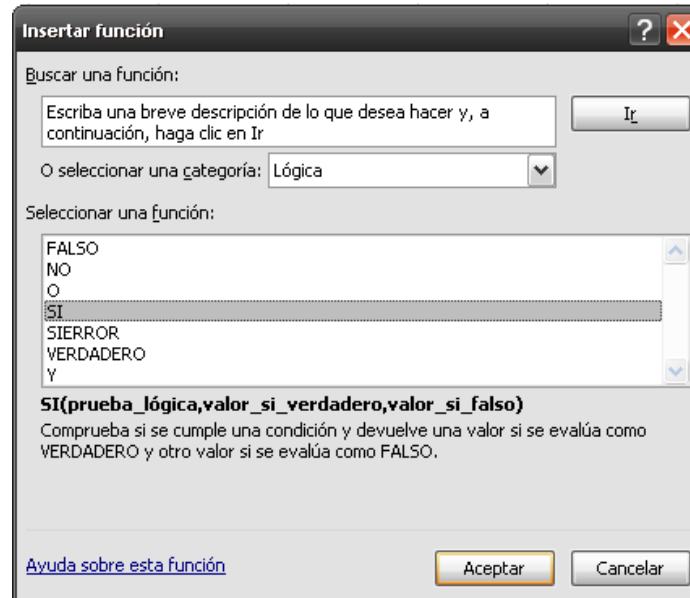 Insertar función
Buscar una función:
Escriba una breve descripción de lo que desea hacer y, a
continuación, haga clic en Ir
Ir
O seleccionar una categoría: Lógica
Seleccionar una función:
FALSO
NO
O
SI
SIERROR
VERDADERO
Y
SI(prueba_lógica,valor_si_verdadero,valor_si_falso)
Comprueba si se cumple una condición y devuelve una valor si se evalúa como
VERDADERO y otro valor si se evalúa como FALSO.
Ayuda sobre esta función
Aceptar
Cancelar